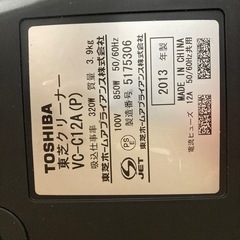 TOSHIBA
東芝クリーナー
VC-C12A(P)
吸込仕事率 320W 質量 3.9kg
100V 850W 50/60Hz
製造番号 5175306
東芝ホームアプライアンス株式会社
東芝ホームアプライアンス株式会社
2013 年製
PS
E
JET
MADE IN CHINA
電流ヒューズ 12A 50/60Hz共用